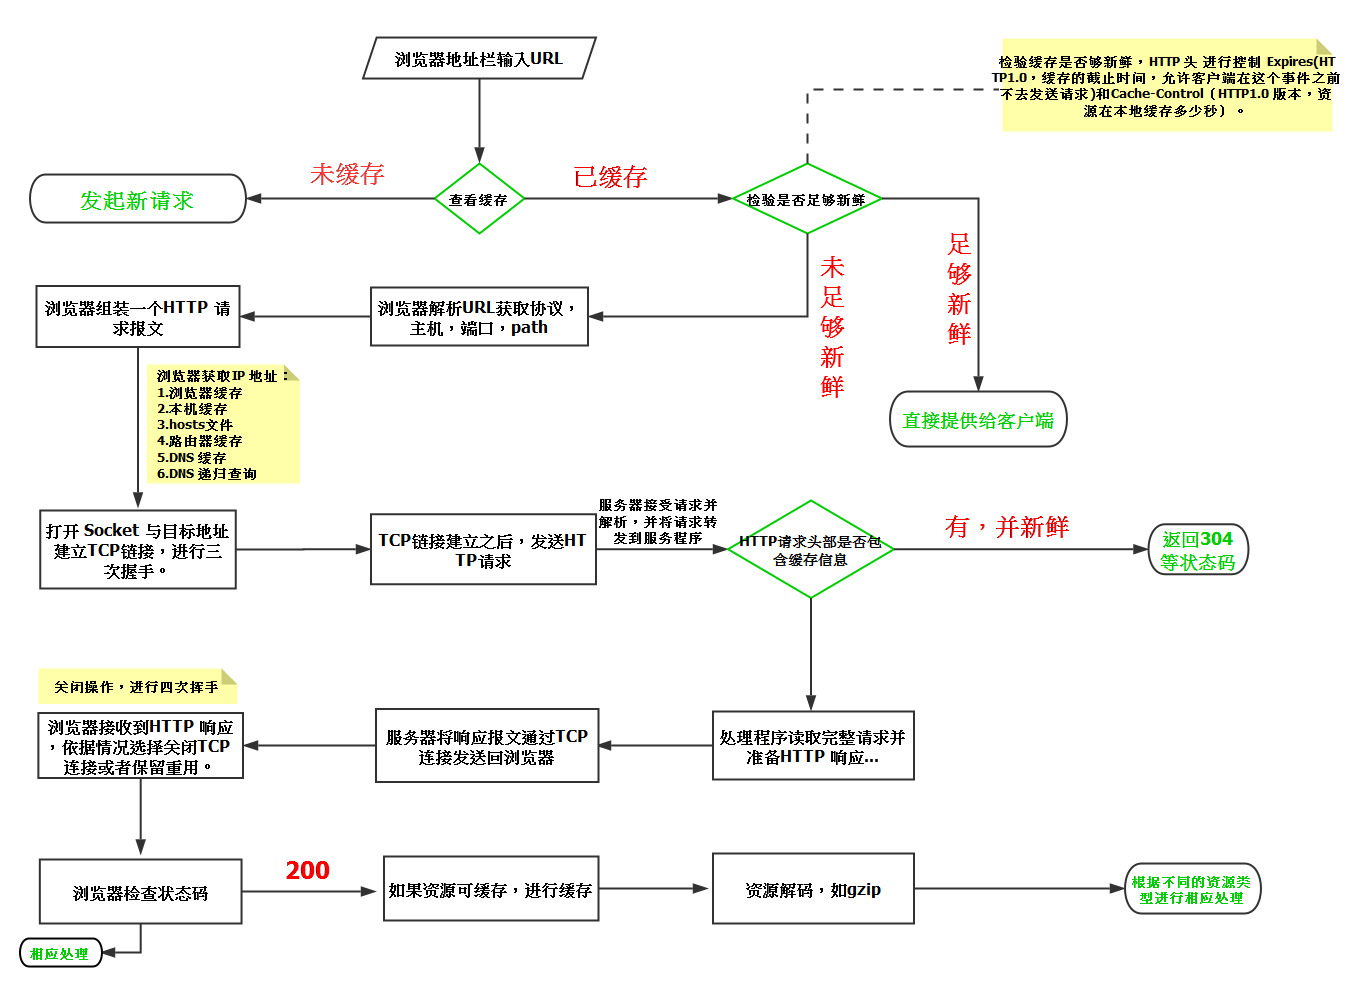 浏览器地址栏输入URL
检验缓存是否够新鲜，HTTP 头 进行控制 Expires(HT
TP1.0，缓存的截止时间，允许客户端在这个事件之前
不去发送请求)和Cache-Control（HTTP1.0 版本，资
源在本地缓存多少秒）。
未缓存
已缓存
发起新请求
查看缓存
检验是否足够新鲜
未足够新鲜
足够新鲜
浏览器组装一个HTTP 请
求报文
浏览器解析URL获取协议，
主机，端口，path
直接提供给客户端
浏览器获取IP 地址：
1.浏览器缓存
2.本机缓存
3.hosts文件
4.路由器缓存
5.DNS 缓存
6.DNS 递归查询
打开 Socket 与目标地址
建立TCP链接，进行三
次握手。
TCP链接建立之后，发送HT
TP请求
服务器接受请求并
解析，并将请求转
发到服务程序
HTTP请求头部是否包
含缓存信息
有，并新鲜
返回304
等状态码
关闭操作，进行四次挥手
浏览器接收到HTTP 响应
，依据情况选择关闭TCP
连接或者保留重用。
服务器将响应报文通过TCP
连接发送回浏览器
处理程序读取完整请求并
准备HTTP 响应...
浏览器检查状态码
200
如果资源可缓存，进行缓存
资源解码，如gzip
根据不同的资源类
型进行相应处理
相应处理